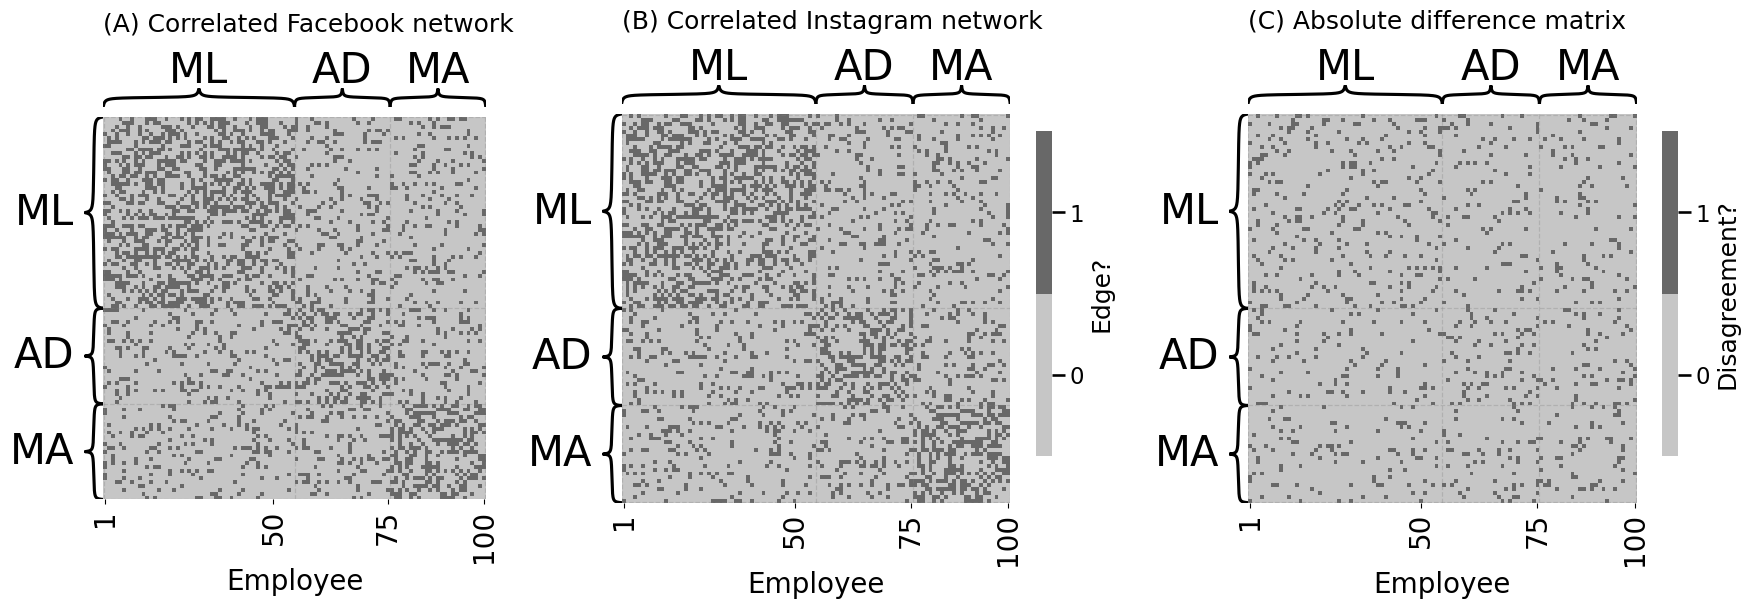 (A) Correlated Facebook network
ML AD MA
ML
AD
MA
1 50 75 100
Employee
(B) Correlated Instagram network
ML AD MA
ML
AD
MA
1 50 75 100
Employee
1
0
Edge?
(C) Absolute difference matrix
ML AD MA
ML
AD
MA
1 50 75 100
Employee
1
0
Disagreement?